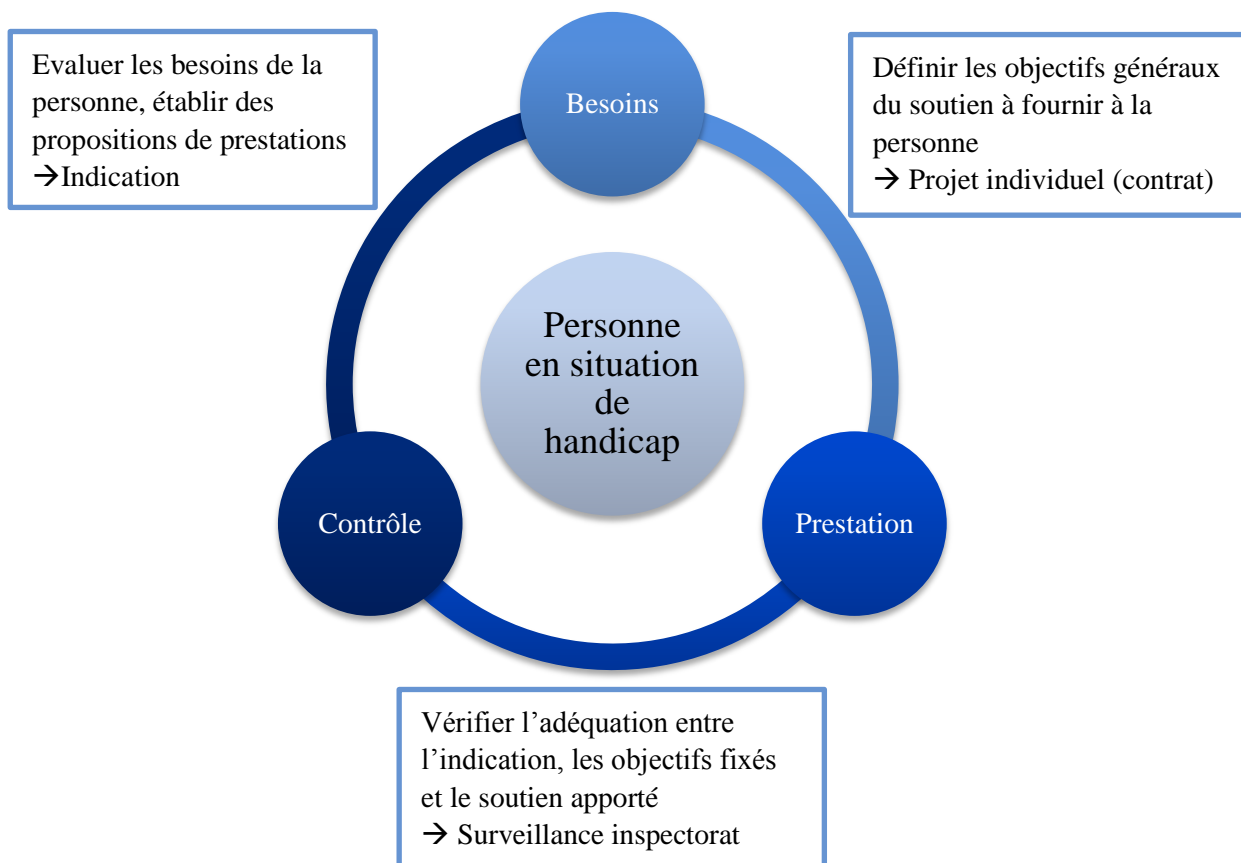 Evaluer les besoins de la
personne, établir des
propositions de prestations
→Indication
Besoins
Définir les objectifs généraux
du soutien à fournir à la
personne
→ Projet individuel (contrat)
Personne
en situation
de
handicap
Contrôle
Prestation
Vérifier l’adéquation entre
l’indication, les objectifs fixés
et le soutien apporté
→ Surveillance inspectorat